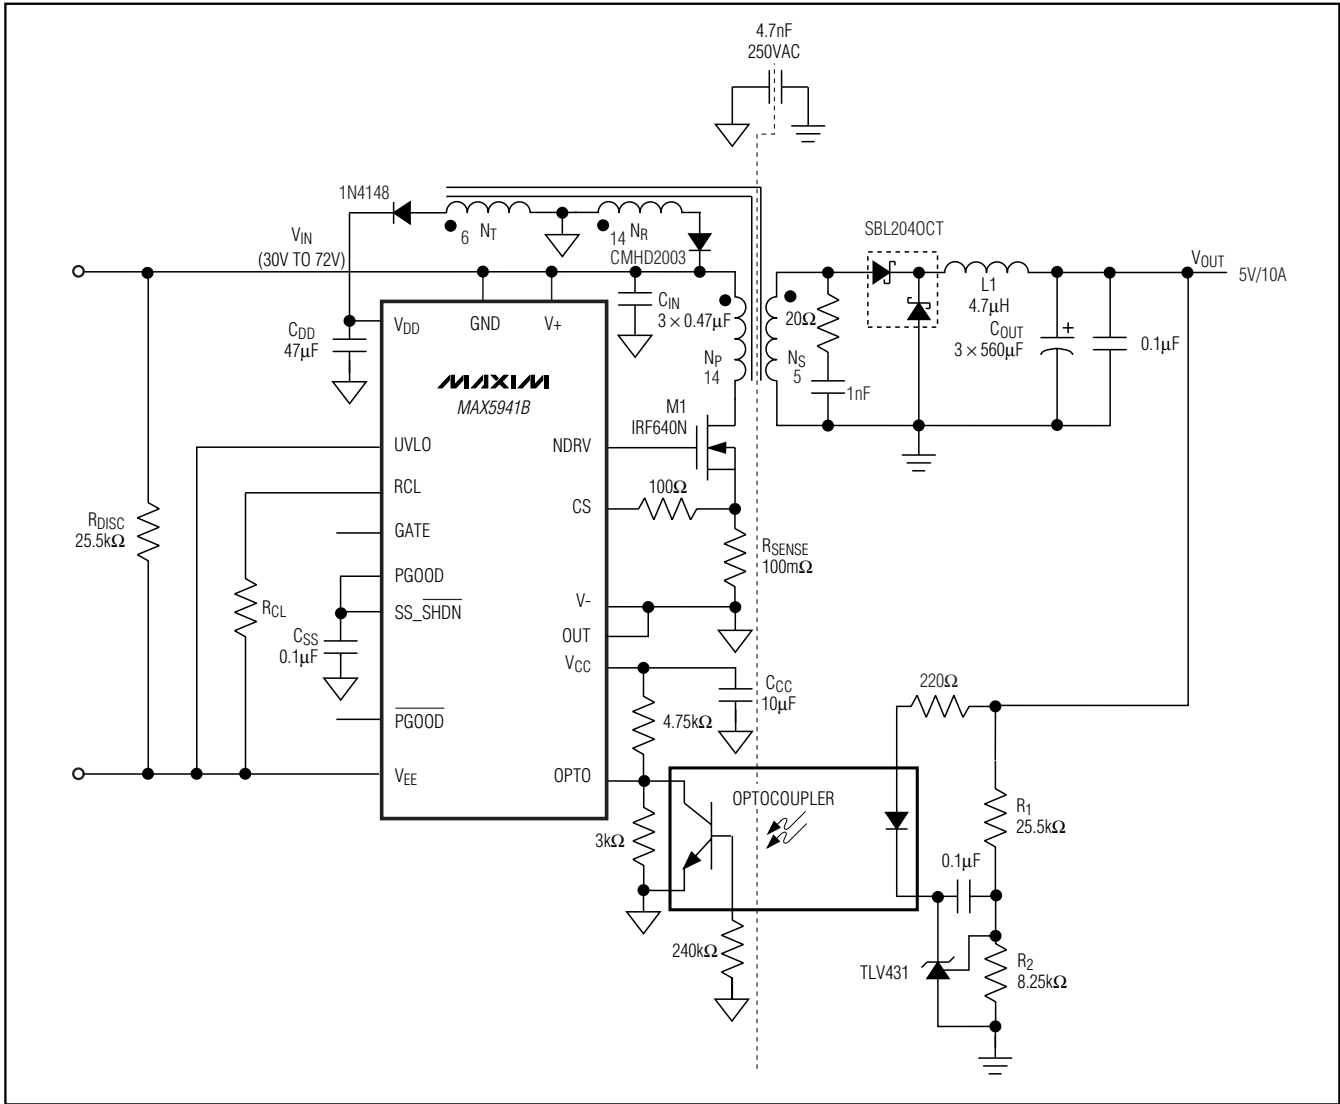 4.7nF
250VAC
1N4148
6 NT
14 NR
CMHD2003
VIN
(30V TO 72V)
SBL204OCT
VOUT
5V/10A
L1
4.7µH
CIN
3 × 0.47µF
20Ω
COUT
3 × 560µF
0.1µF
CDD
47µF
VDD
GND
V+
NP
14
NS
5
1nF
MAXIM
MAX5941B
M1
IRF640N
UVLO
NDRV
RCL
100Ω
CS
RDISC
25.5kΩ
GATE
RSENSE
100mΩ
PGOOD
SS_SHDN
V-
RCL
OUT
CSS
0.1µF
VCC
CCC
10µF
220Ω
PGOOD
4.75kΩ
VEE
OPTO
OPTOCOUPLER
R1
25.5kΩ
3kΩ
0.1µF
240kΩ
TLV431
R2
8.25kΩ